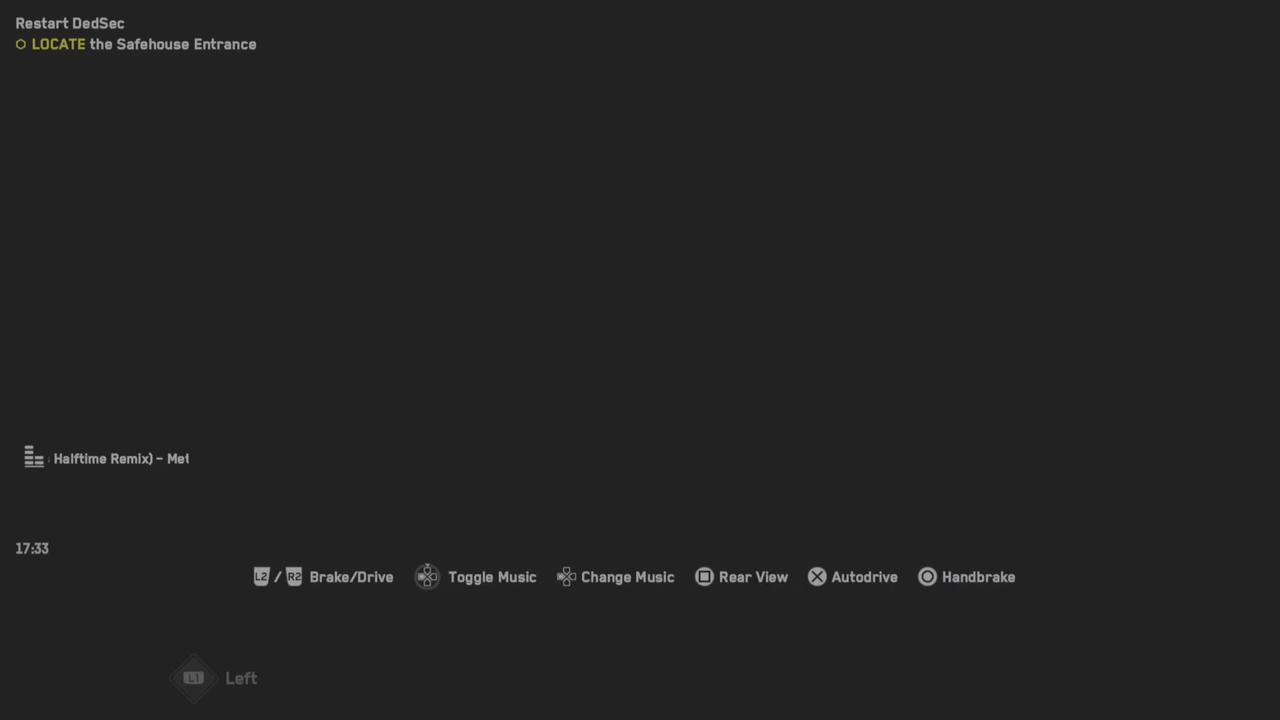 Restart DedSec
LOCATE the Safehouse Entrance
Halftime Remix) - Met
17:33
L2 / R2 Brake/Drive Toggle Music Change Music Rear View Autodrive Handbrake
L1 Left